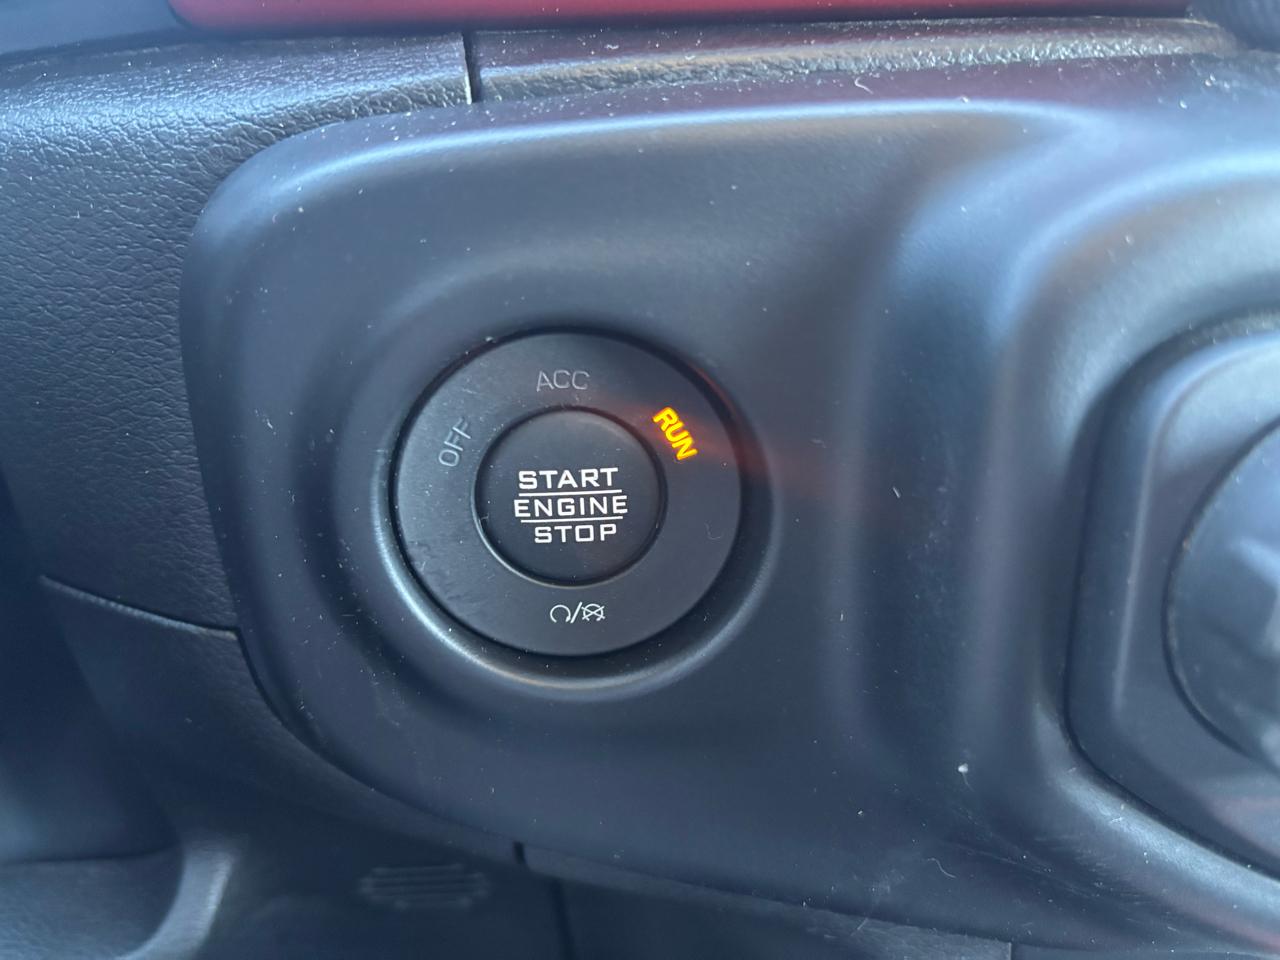 ACC
OFF
RUN
START
ENGINE
STOP